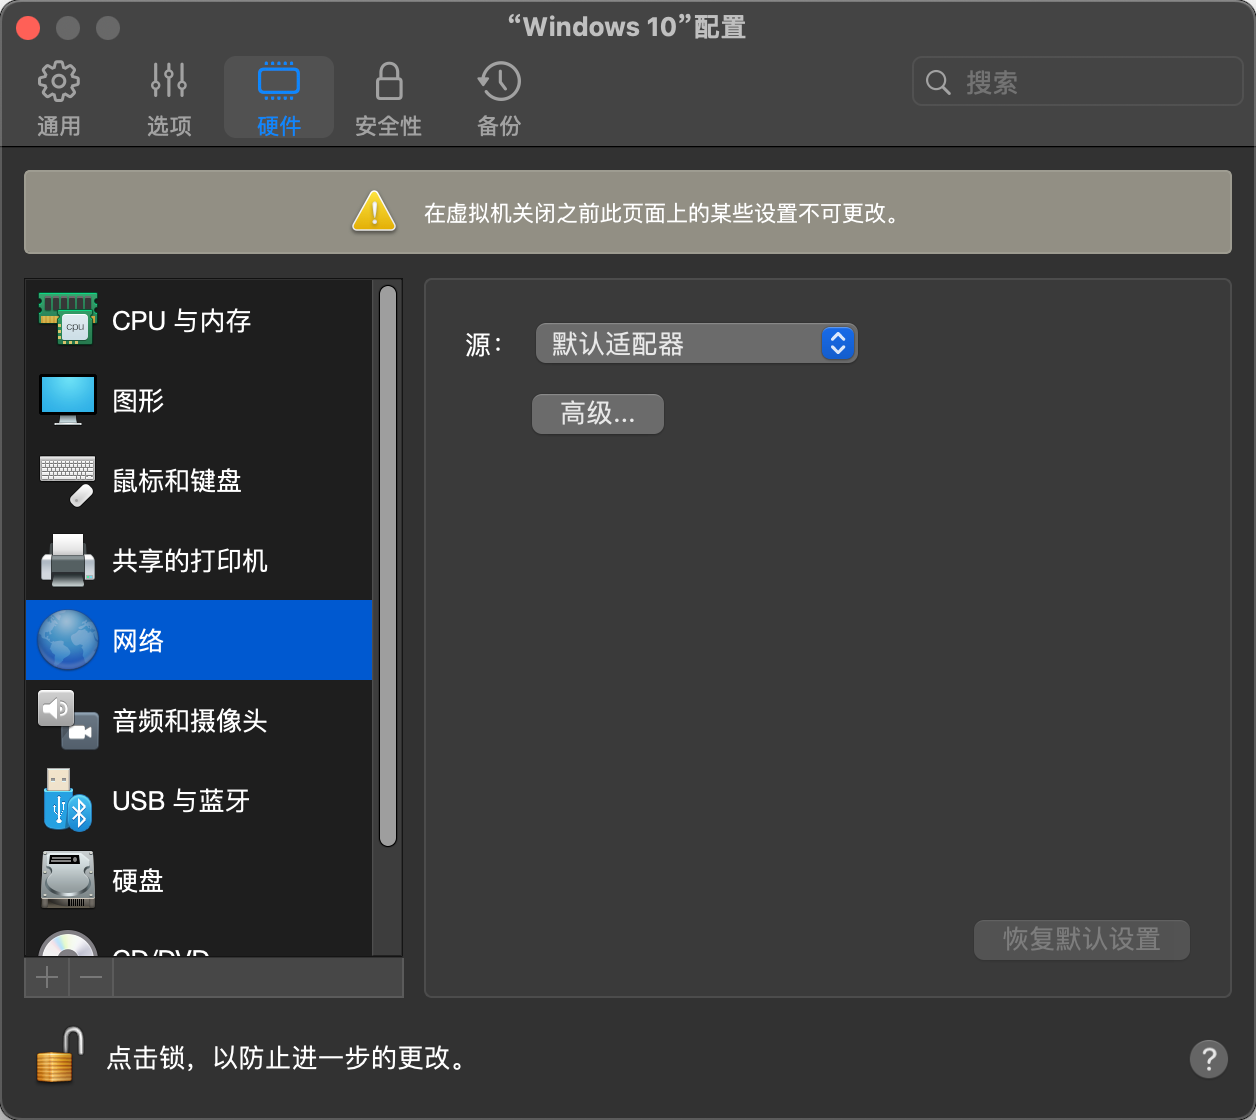 “Windows 10”配置
通用
选项
硬件
安全性
备份
搜索
在虚拟机关闭之前此页面上的某些设置不可更改。
cpu
CPU 与内存
图形
鼠标和键盘
共享的打印机
网络
音频和摄像头
USB 与蓝牙
硬盘
CD/DVD
源：
默认适配器
高级...
恢复默认设置
点击锁，以防止进一步的更改。
?